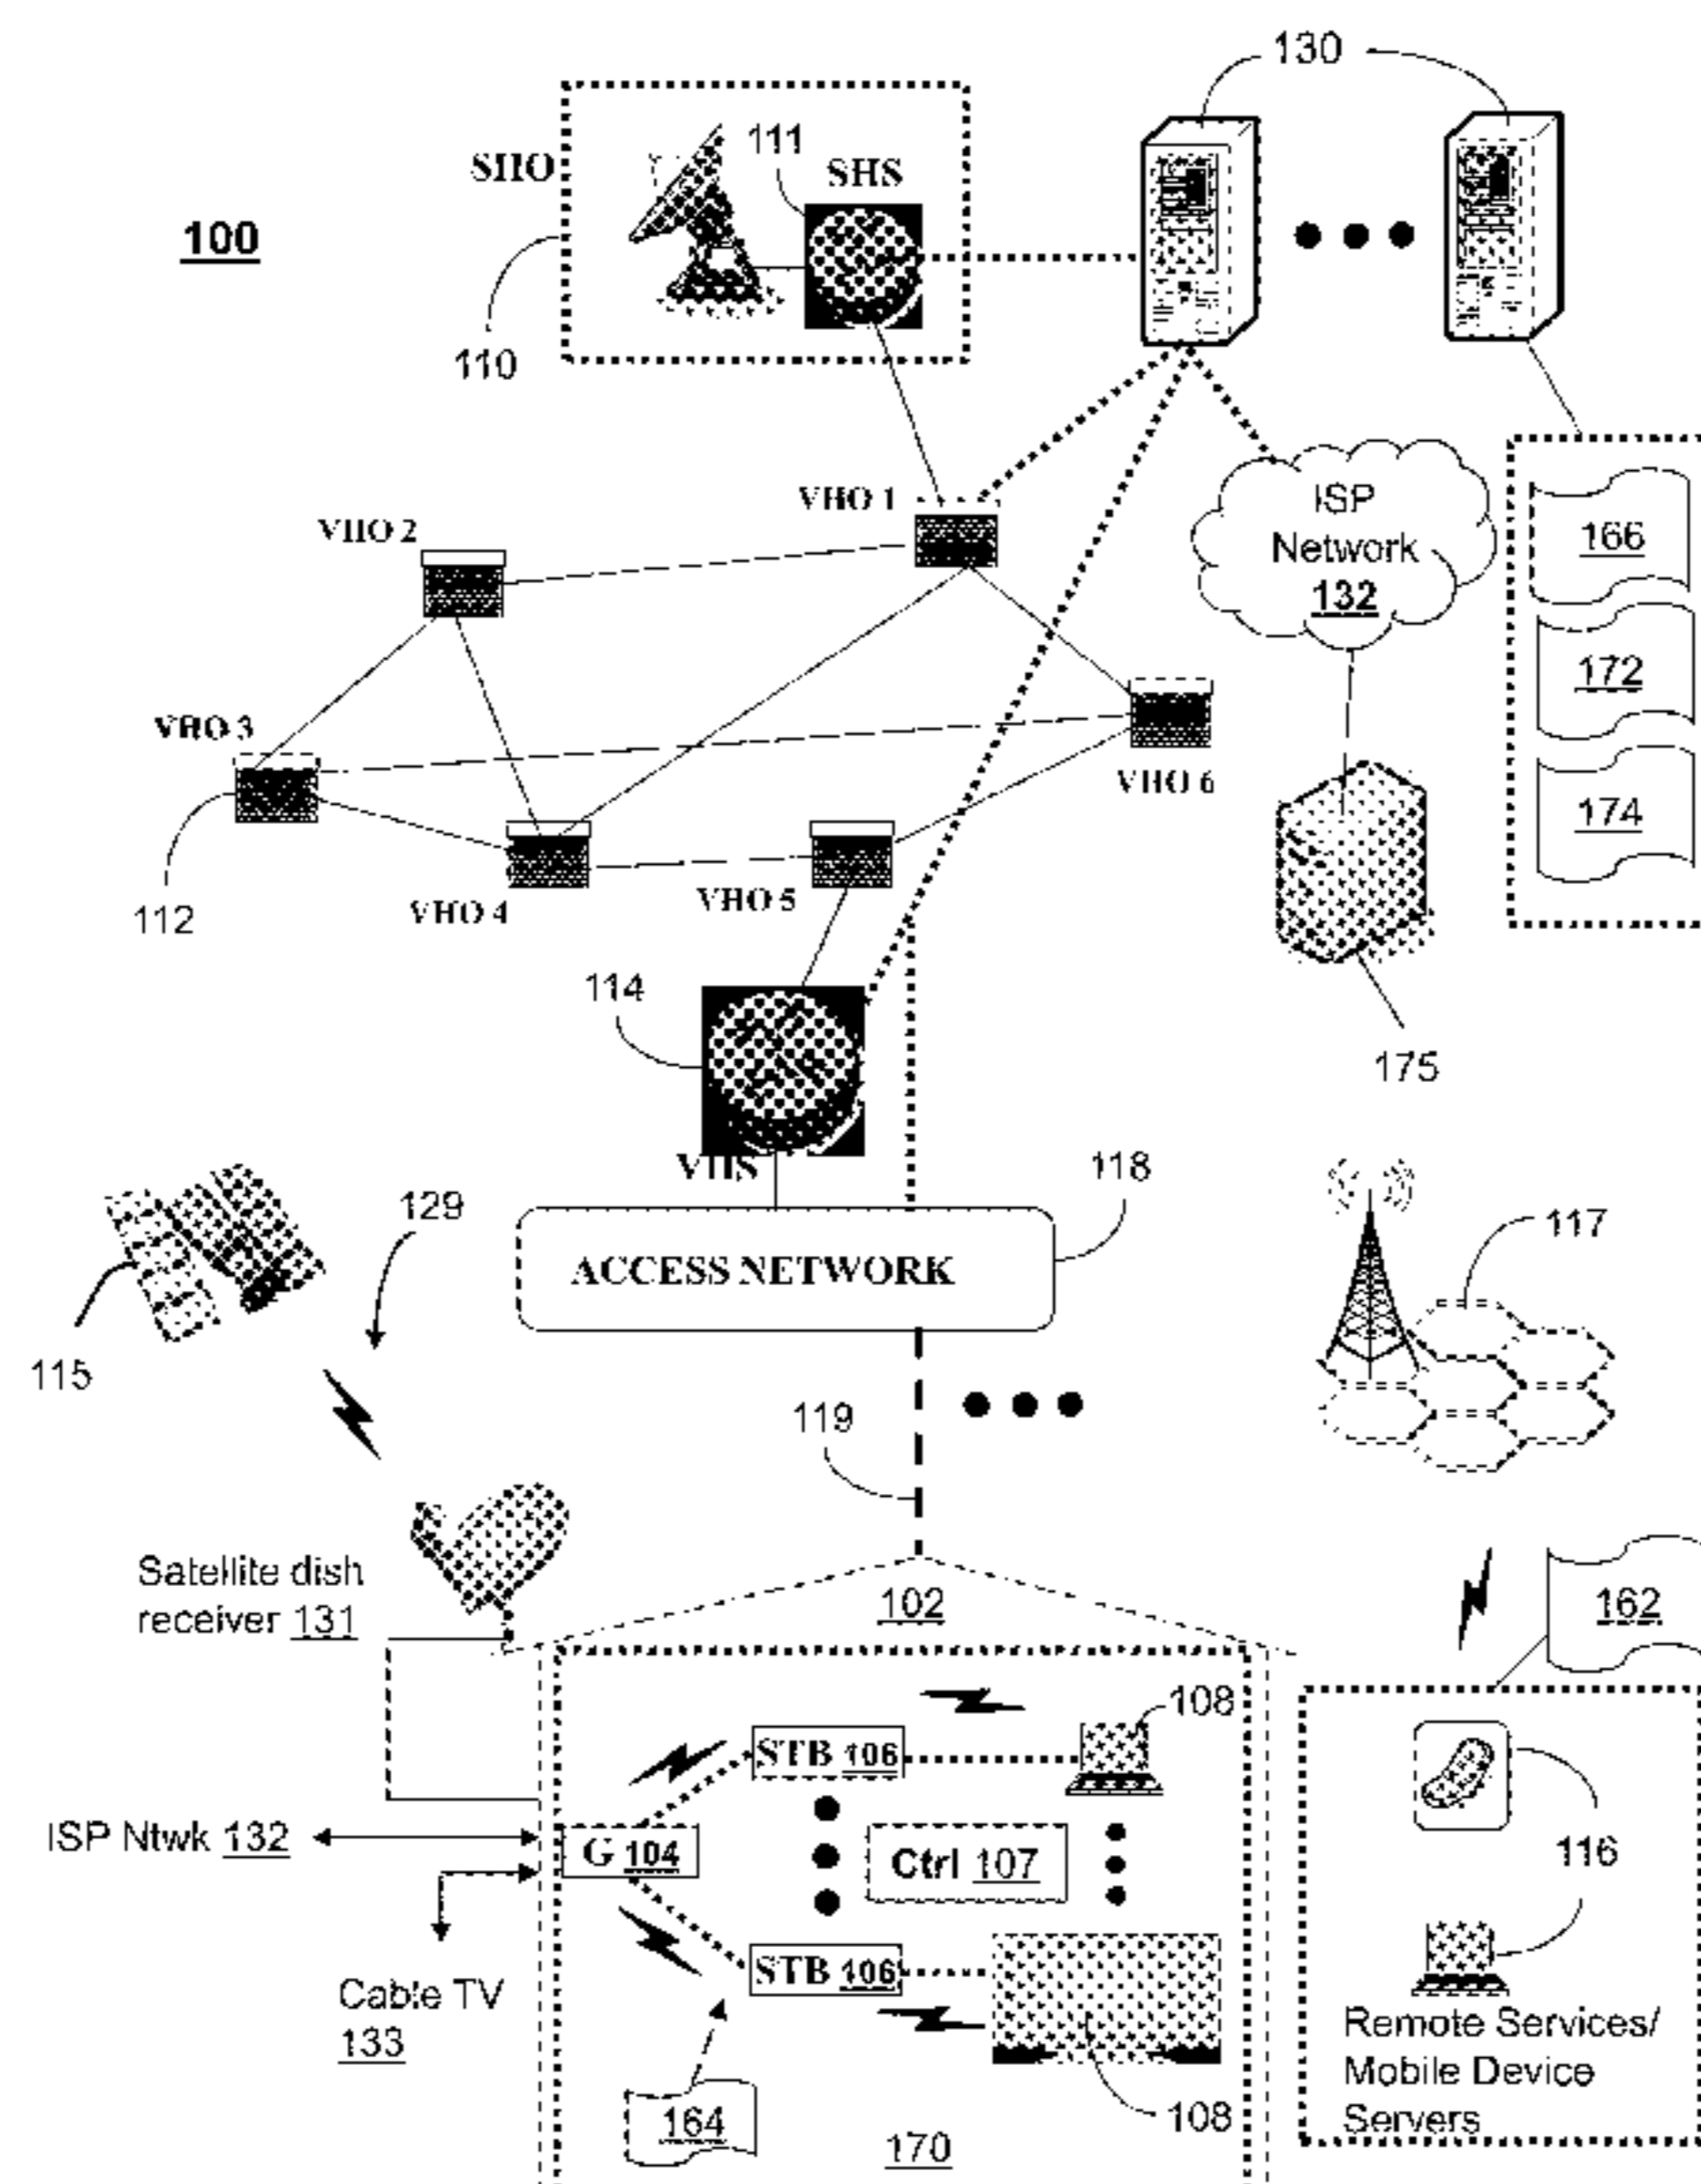 130
111
SHO
SHS
100
110
VHO 1
ISP
Network
132
VHO 2
166
172
VHO 3
VHO 6
174
112
VHO 4
VHO 5
114
175
VHS
118
129
117
ACCESS NETWORK
115
119
Satellite dish
receiver 131
102
162
108
STB 106
ISP Ntwk 132
G 104
Ctrl 107
116
STB 106
Cable TV
133
Remote Services/
Mobile Device
Servers
164
108
170